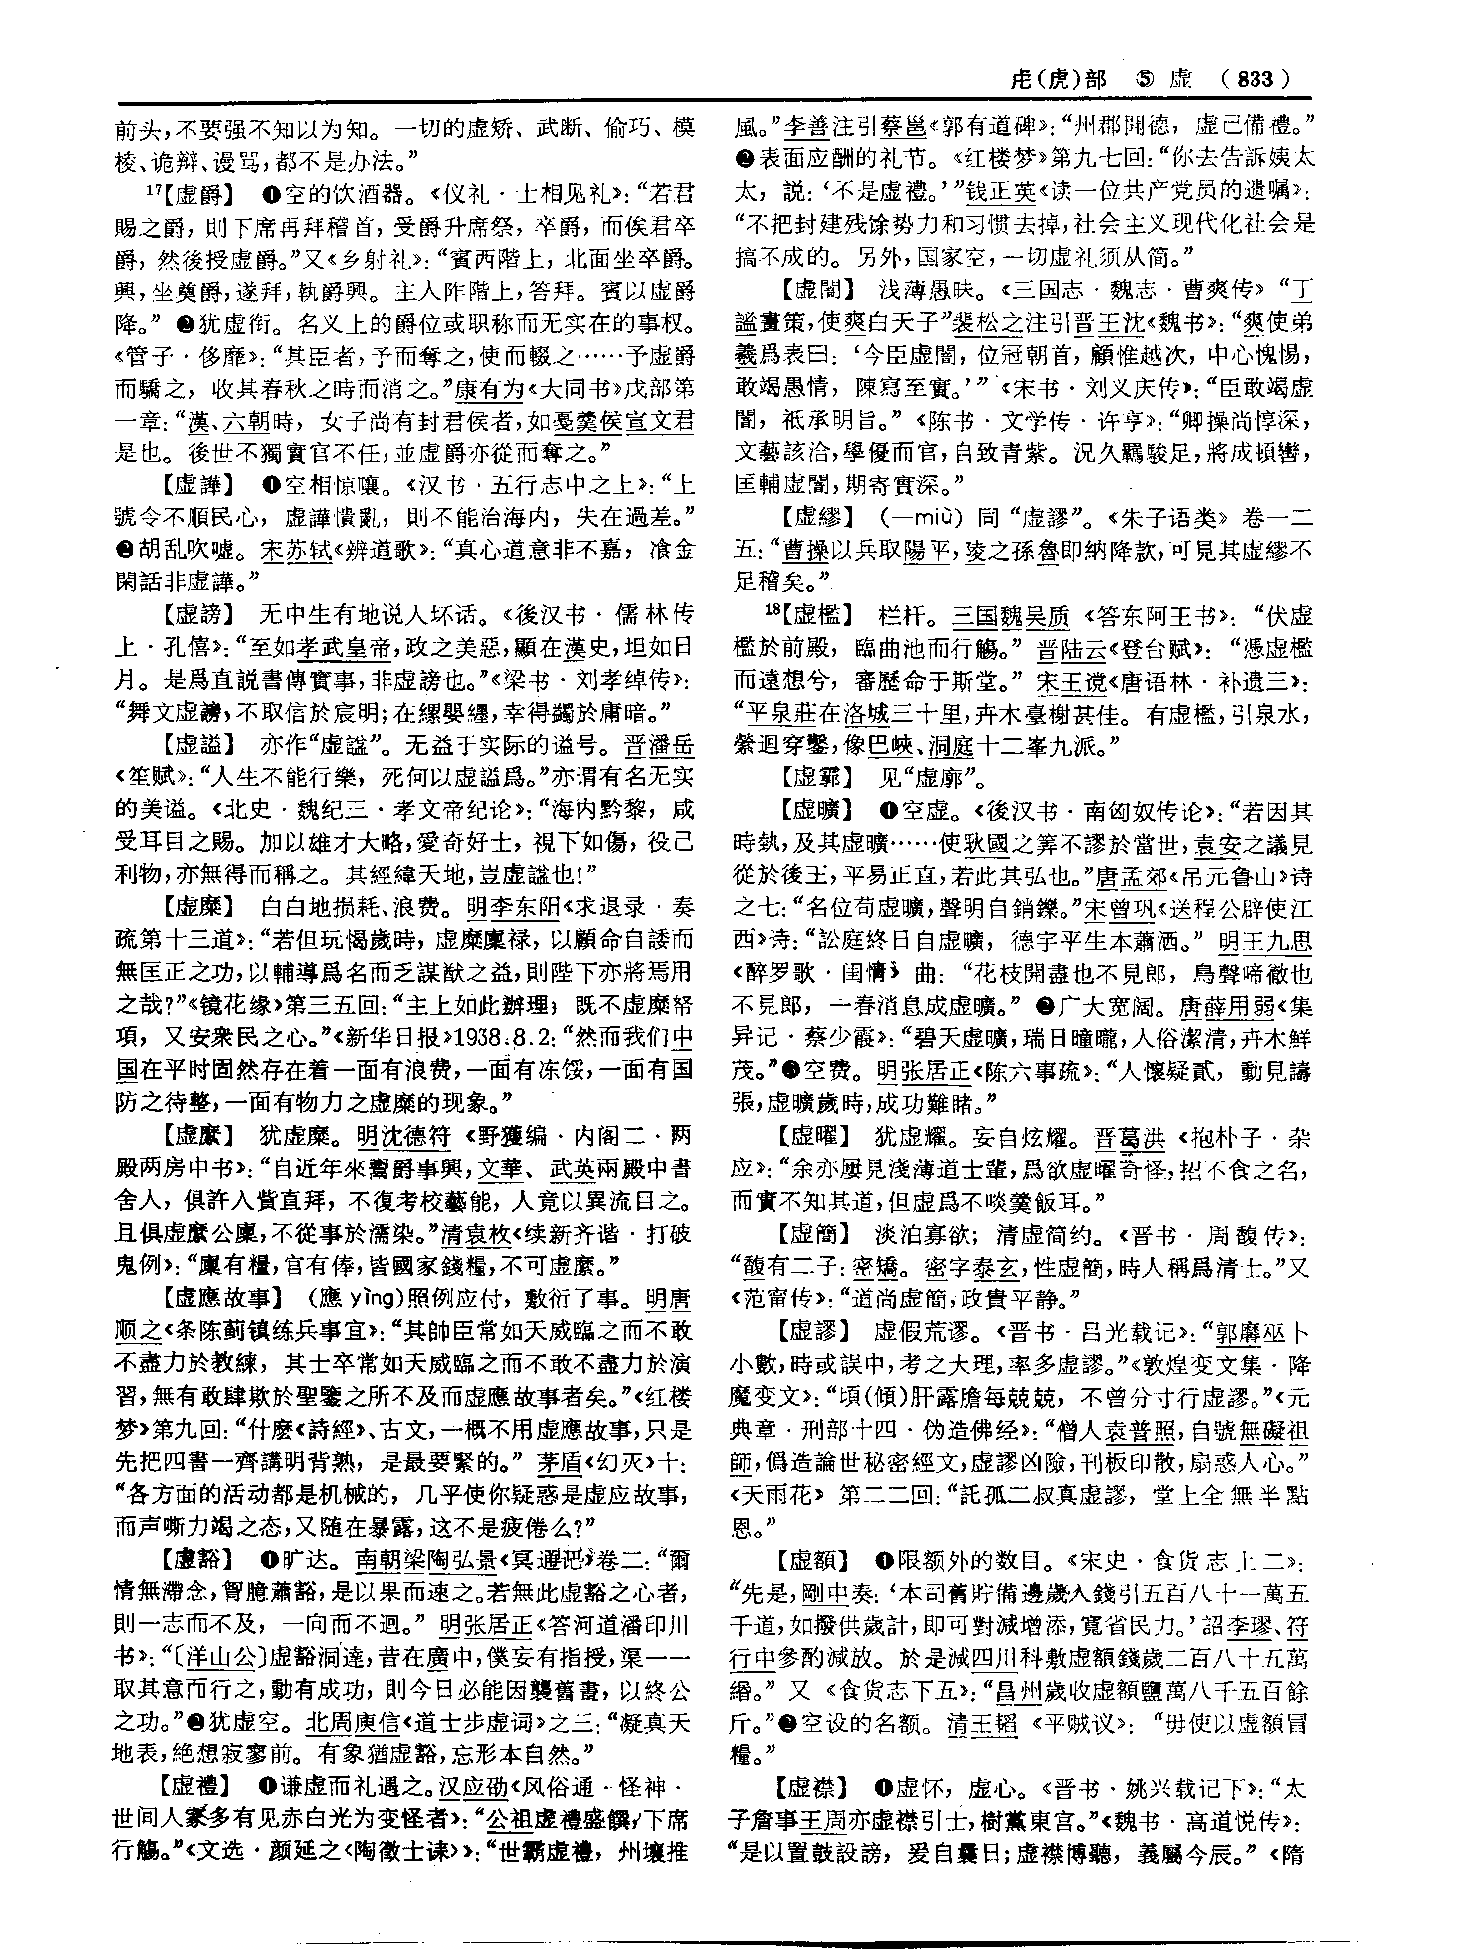 虍(虎)部 ⑤ 虚 (833)
前头,不要强不知以为知。一切的虚矫、武断、偷巧、模
棱、诡辩、谩骂,都不是办法。”
17【虚爵】 ❶空的饮酒器。《仪礼·士相见礼》:“若君
賜之爵,則下席再拜稽首,受爵升席祭,卒爵,而俟君卒
爵,然後授虚爵。”又《乡射礼》:“賓西階上,北面坐卒爵。
興,坐奠爵,遂拜,執爵興。主人阼階上,答拜。賓以虚爵
降。” ❷犹虚衔。名义上的爵位或职称而无实在的事权。
《管子·侈靡》:“其臣者,予而奪之,使而輟之……予虚爵
而驕之,收其春秋之時而消之。”康有为《大同书》戊部第
一章:“漢、六朝時,女子尚有封君侯者,如戞羹侯宣文君
是也。後世不獨實官不任,並虚爵亦從而奪之。”
【虚譁】 ❶空相惊嚷。《汉书·五行志中之上》:“上
號令不順民心,虚譁憒亂,則不能治海内,失在過差。”
❷胡乱吹嘘。宋苏轼《辨道歌》:“真心道意非不嘉,飡金
閑話非虚譁。”
【虚謗】 无中生有地说人坏话。《後汉书·儒林传
上·孔僖》:“至如孝武皇帝,政之美惡,顯在漢史,坦如日
月。是爲直説書傳實事,非虚謗也。”《梁书·刘孝绰传》:
“舞文虚謗,不取信於宸明;在縲嬰纆,幸得蠲於庸暗。”
【虚謚】 亦作“虚諡”。无益于实际的谥号。晋潘岳
《笙赋》:“人生不能行樂,死何以虚謚爲。”亦谓有名无实
的美谥。《北史·魏纪三·孝文帝纪论》:“海内黔黎,咸
受耳目之賜。加以雄才大略,愛奇好士,視下如傷,役己
利物,亦無得而稱之。其經緯天地,豈虚諡也!”
【虚糜】 白白地损耗、浪费。明李东阳《求退录·奏
疏第十三道》:“若但玩愒歲時,虚糜廩禄,以顧命自諉而
無匡正之功,以輔導爲名而乏謀猷之益,則陛下亦將焉用
之哉?”《镜花缘》第三五回:“主上如此辦理,既不虚糜帑
項,又安衆民之心。”《新华日报》1938.8.2:“然而我们中
国在平时固然存在着一面有浪费,一面有冻馁,一面有国
防之待整,一面有物力之虚糜的现象。”
【虚縻】 犹虚糜。明沈德符《野獲编·内阁二·两
殿两房中书》:“自近年來鬻爵事興,文華、武英兩殿中書
舍人,俱許入貲直拜,不復考校藝能,人竟以異流目之。
且俱虚縻公廩,不從事於濡染。”清袁枚《续新齐谐·打破
鬼例》:“廩有糧,官有俸,皆國家錢糧,不可虚縻。”
【虚應故事】 (應 yìng)照例应付,敷衍了事。明唐
顺之《条陈蓟镇练兵事宜》:“其帥臣常如天威臨之而不敢
不盡力於教練,其士卒常如天威臨之而不敢不盡力於演
習,無有敢肆欺於聖鑒之所不及而虚應故事者矣。”《红楼
梦》第九回:“什麽《詩經》、古文,一概不用虚應故事,只是
先把四書一齊講明背熟,是最要緊的。” 茅盾《幻灭》十:
“各方面的活动都是机械的,几乎使你疑惑是虚应故事,
而声嘶力竭之态,又随在暴露,这不是疲倦么?”
【虚豁】 ❶旷达。南朝梁陶弘景《冥通记》卷二:“爾
情無滯念,胷臆蕭豁,是以果而速之。若無此虚豁之心者,
則一志而不及,一向而不迴。” 明张居正《答河道潘印川
书》:“〔洋山公〕虚豁洞達,昔在廣中,僕妄有指授,渠一一
取其意而行之,動有成功,則今日必能因襲舊畫,以終公
之功。”❷犹虚空。北周庾信《道士步虚词》之三:“凝真天
地表,絶想寂寥前。有象猶虚豁,忘形本自然。”
【虚禮】 ❶谦虚而礼遇之。汉应劭《风俗通·怪神·
世间人家多有见赤白光为变怪者》:“公祖虚禮盛饌,下席
行觴。”《文选·颜延之〈陶徵士诔〉》:“世霸虚禮,州壤推
風。”李善注引蔡邕《郭有道碑》:“州郡聞德,虚己備禮。”
❷表面应酬的礼节。《红楼梦》第九七回:“你去告訴姨太
太,説:‘不是虚禮。’”钱正英《读一位共产党员的遗嘱》:
“不把封建残馀势力和习惯去掉,社会主义现代化社会是
搞不成的。另外,国家空,一切虚礼须从简。”
【虚闇】 浅薄愚昧。《三国志·魏志·曹爽传》“丁
謐畫策,使爽白天子”裴松之注引晋王沈《魏书》:“爽使弟
羲爲表曰:‘今臣虚闇,位冠朝首,顧惟越次,中心愧惕,
敢竭愚情,陳寫至實。’”《宋书·刘义庆传》:“臣敢竭虚
闇,祇承明旨。”《陈书·文学传·许亨》:“卿操尚惇深,
文藝該洽,學優而官,自致青紫。況久羈駿足,將成頓轡,
匡輔虚闇,期寄實深。”
【虚繆】 (—miù) 同“虚謬”。《朱子语类》卷一二
五:“曹操以兵取陽平,陵之孫魯即納降款,可見其虚繆不
足稽矣。”
18【虚檻】 栏杆。三国魏吴质《答东阿王书》:“伏虚
檻於前殿,臨曲池而行觴。” 晋陆云《登台赋》:“憑虚檻
而遠想兮,審歷命于斯堂。” 宋王谠《唐语林·补遗三》:
“平泉莊在洛城三十里,卉木臺榭甚佳。有虚檻,引泉水,
縈迴穿鑿,像巴峽、洞庭十二峯九派。”
【虚霩】 见“虚廓”。
【虚曠】 ❶空虚。《後汉书·南匈奴传论》:“若因其
時勢,及其虚曠……使耿國之筭不謬於當世,袁安之議見
從於後王,平易正直,若此其弘也。”唐孟郊《吊元鲁山》诗
之七:“名位苟虚曠,聲明自銷鑠。”宋曾巩《送程公辟使江
西》诗:“訟庭終日自虚曠,德宇平生本蕭洒。” 明王九思
《醉罗歌·闺情》曲:“花枝開盡也不見郎,鳥聲啼徹也
不見郎,一春消息成虚曠。” ❷广大宽阔。唐薛用弱《集
异记·蔡少霞》:“碧天虚曠,瑞日曈曨,人俗潔清,卉木鮮
茂。”❸空费。明张居正《陈六事疏》:“人懷疑貳,動見譸
張,虚曠歲時,成功難睹。”
【虚曜】 犹虚耀。妄自炫耀。晋葛洪《抱朴子·杂
应》:“余亦屢見淺薄道士輩,爲欲虚曜奇怪,招不食之名,
而實不知其道,但虚爲不啖羹飯耳。”
【虚簡】 淡泊寡欲;清虚简约。《晋书·周馥传》:
“馥有二子:密矯。密字泰玄,性虚簡,時人稱爲清士。”又
《范甯传》:“道尚虚簡,政貴平静。”
【虚謬】 虚假荒谬。《晋书·吕光载记》:“郭黁巫卜
小數,時或誤中,考之大理,率多虚謬。”《敦煌变文集·降
魔变文》:“頃(傾)肝露膽每兢兢,不曾分寸行虚謬。”《元
典章·刑部十四·伪造佛经》:“僧人袁普照,自號無礙祖
師,僞造論世秘密經文,虚謬凶險,刊板印散,扇惑人心。”
《天雨花》第二二回:“託孤二叔真虚謬,堂上全無半點
恩。”
【虚額】 ❶限额外的数目。《宋史·食货志上二》:
“先是,剛中奏:‘本司舊貯備邊歲入錢引五百八十一萬五
千道,如撥供歲計,即可對減增添,寬省民力。’詔李璆、符
行中參酌減放。於是減四川科敷虚額錢歲二百八十五萬
緡。” 又《食货志下五》:“昌州歲收虚額鹽萬八千五百餘
斤。”❷空设的名额。清王韬《平贼议》:“毋使以虚額冒
糧。”
【虚襟】 ❶虚怀,虚心。《晋书·姚兴载记下》:“太
子詹事王周亦虚襟引士,樹黨東宫。”《魏书·高道悦传》:
“是以置鼓設謗,爰自曩日;虚襟博聽,義屬今辰。”《隋